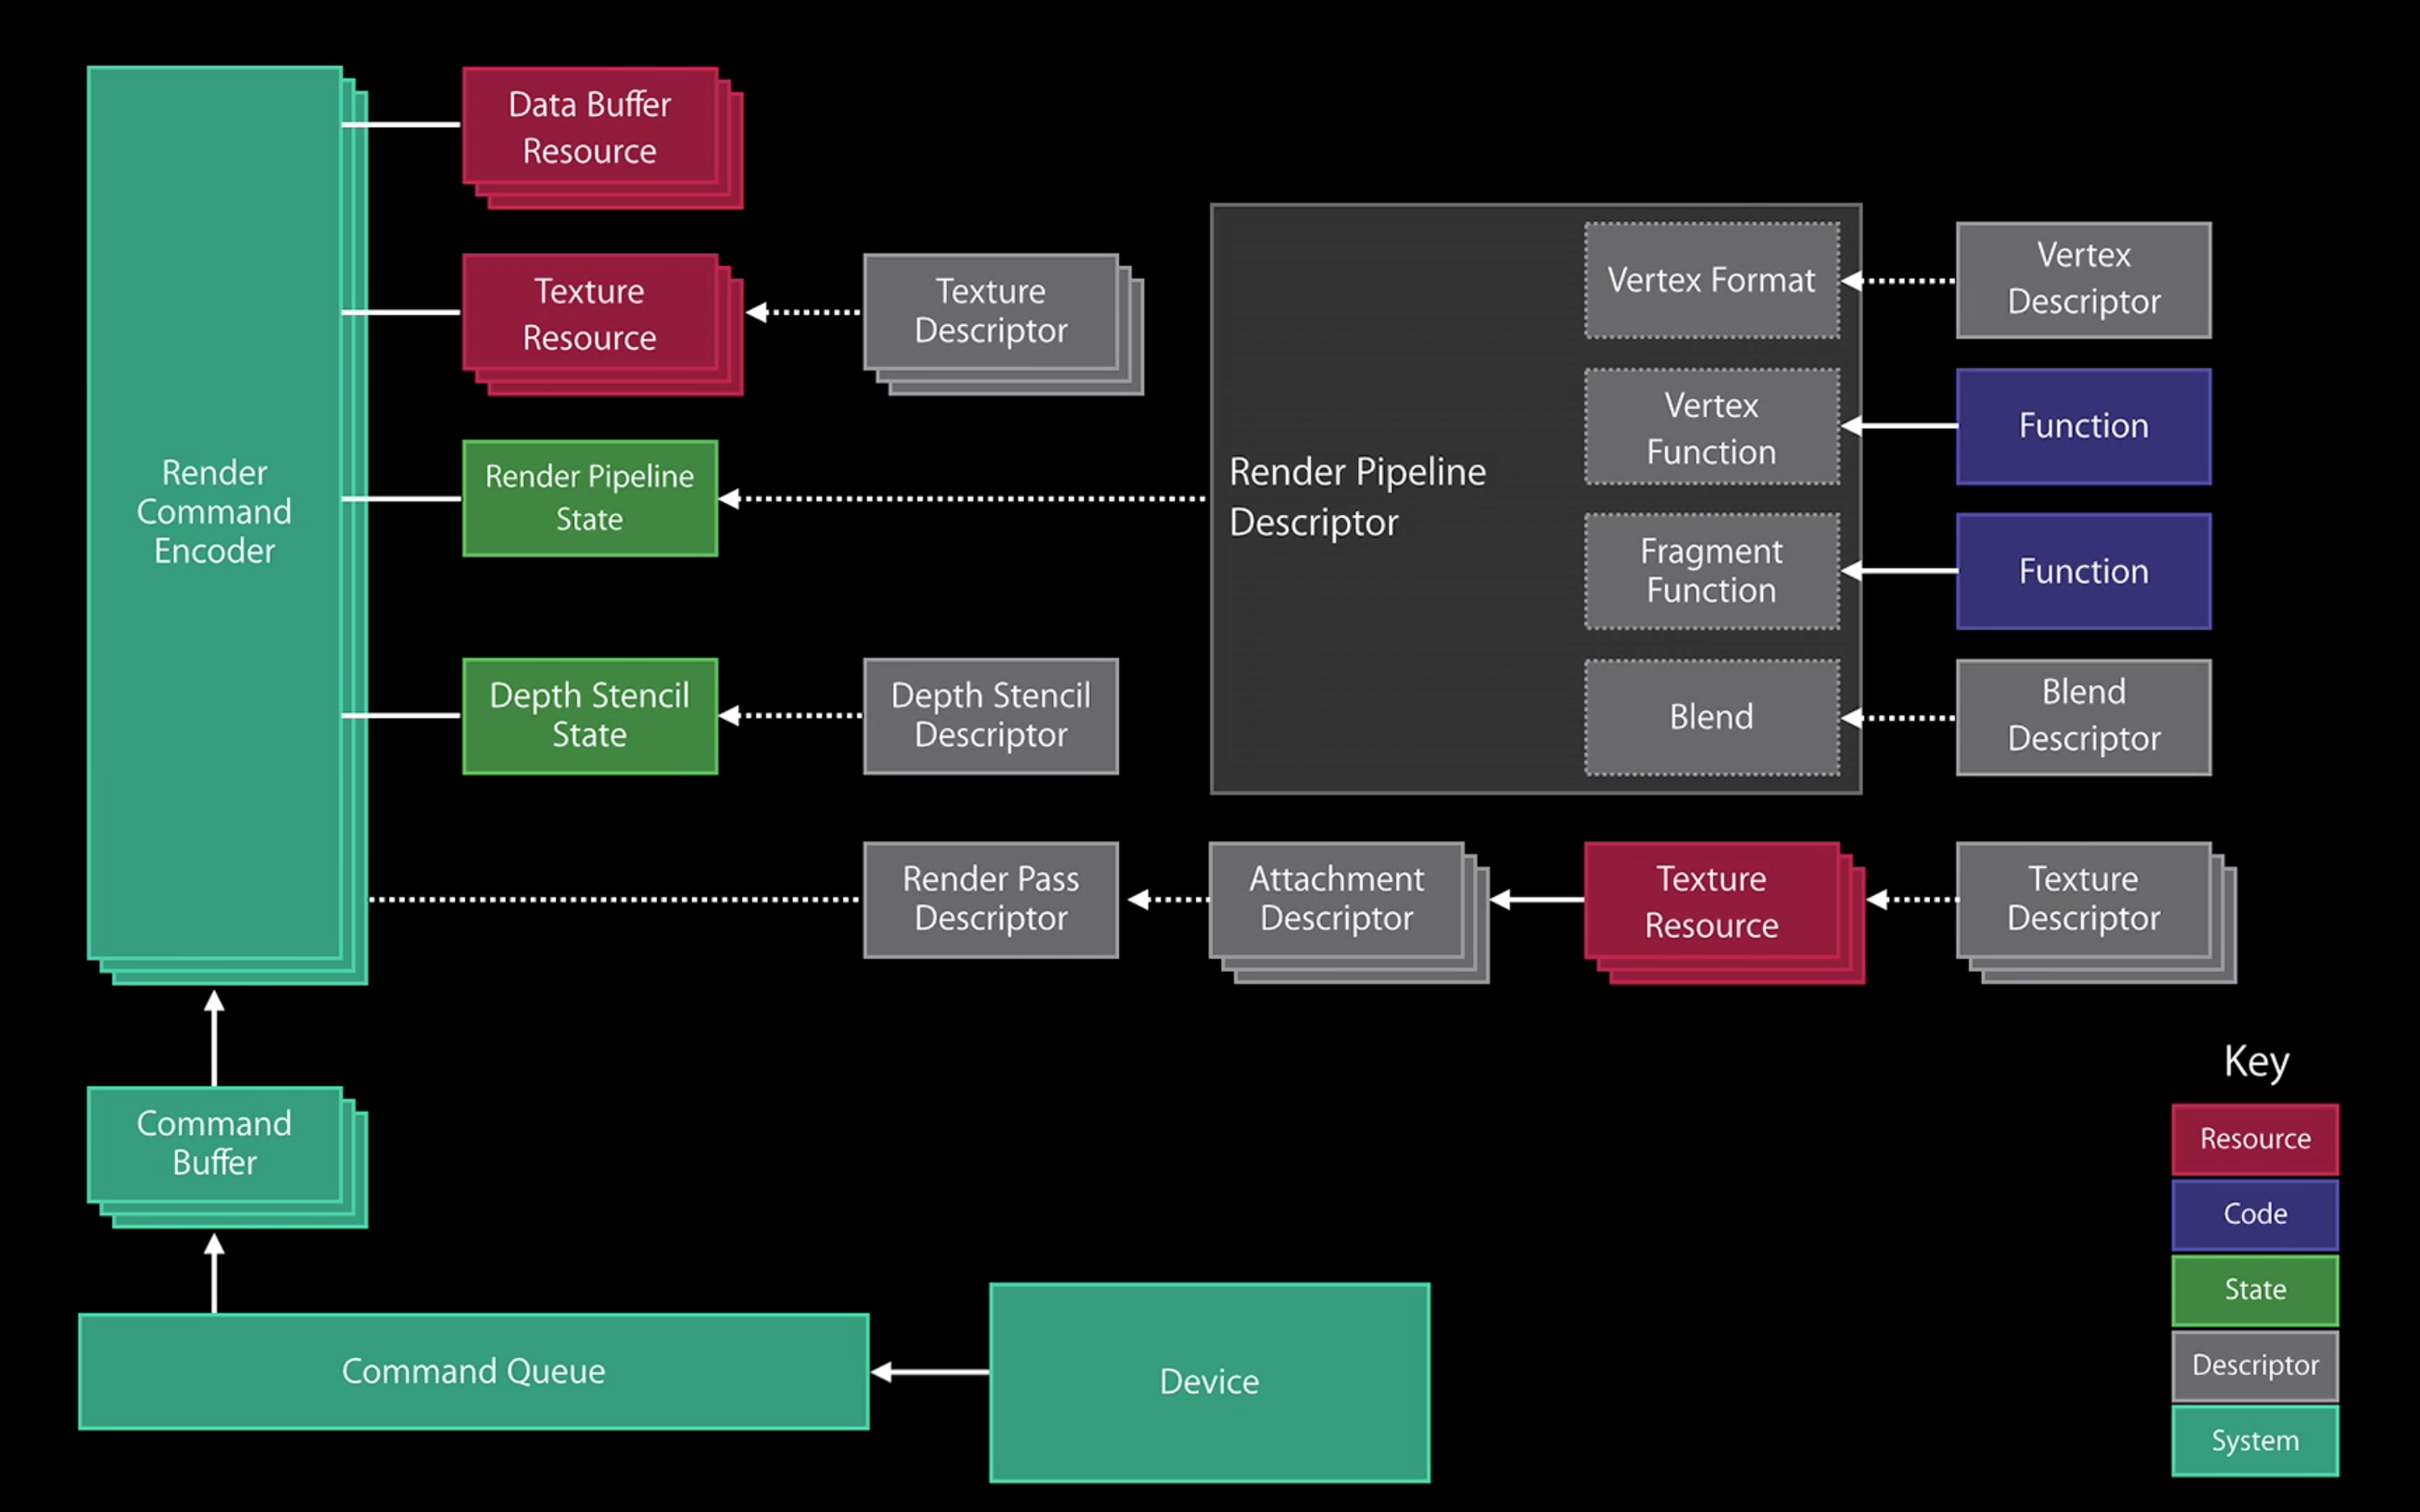 Data Buffer
Resource
Texture
Resource
Texture
Descriptor
Render
Command
Encoder
Render Pipeline
State
Depth Stencil
State
Depth Stencil
Descriptor
Render Pipeline
Descriptor
Vertex Format
Vertex
Descriptor
Vertex
Function
Function
Fragment
Function
Function
Blend
Blend
Descriptor
Render Pass
Descriptor
Attachment
Descriptor
Texture
Resource
Texture
Descriptor
Command
Buffer
Command Queue
Device
Key
Resource
Code
State
Descriptor
System